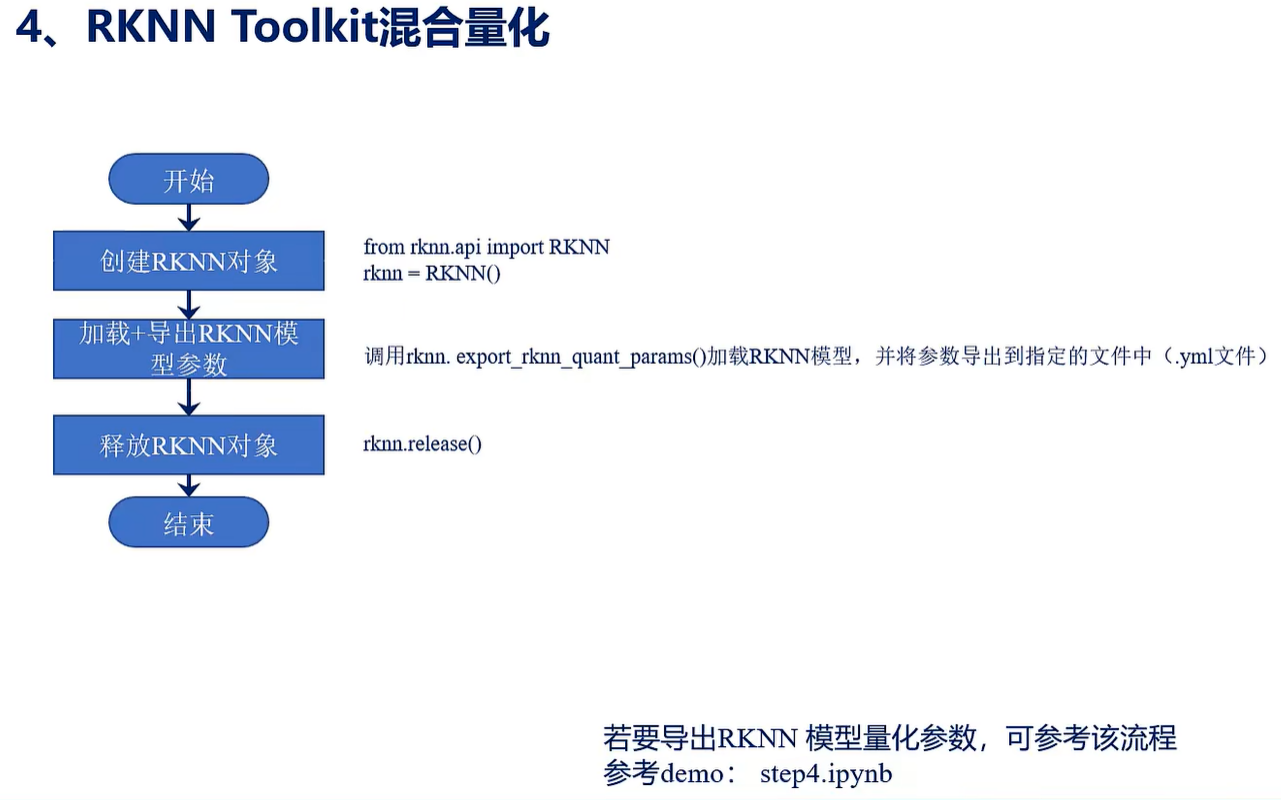 4、RKNN Toolkit混合量化
开始
创建RKNN对象
from rknn.api import RKNN
rknn = RKNN()
加载+导出RKNN模
型参数
调用rknn. export_rknn_quant_params()加载RKNN模型，并将参数导出到指定的文件中（.yml文件）
释放RKNN对象
rknn.release()
结束
若要导出RKNN 模型量化参数，可参考该流程
参考demo： step4.ipynb